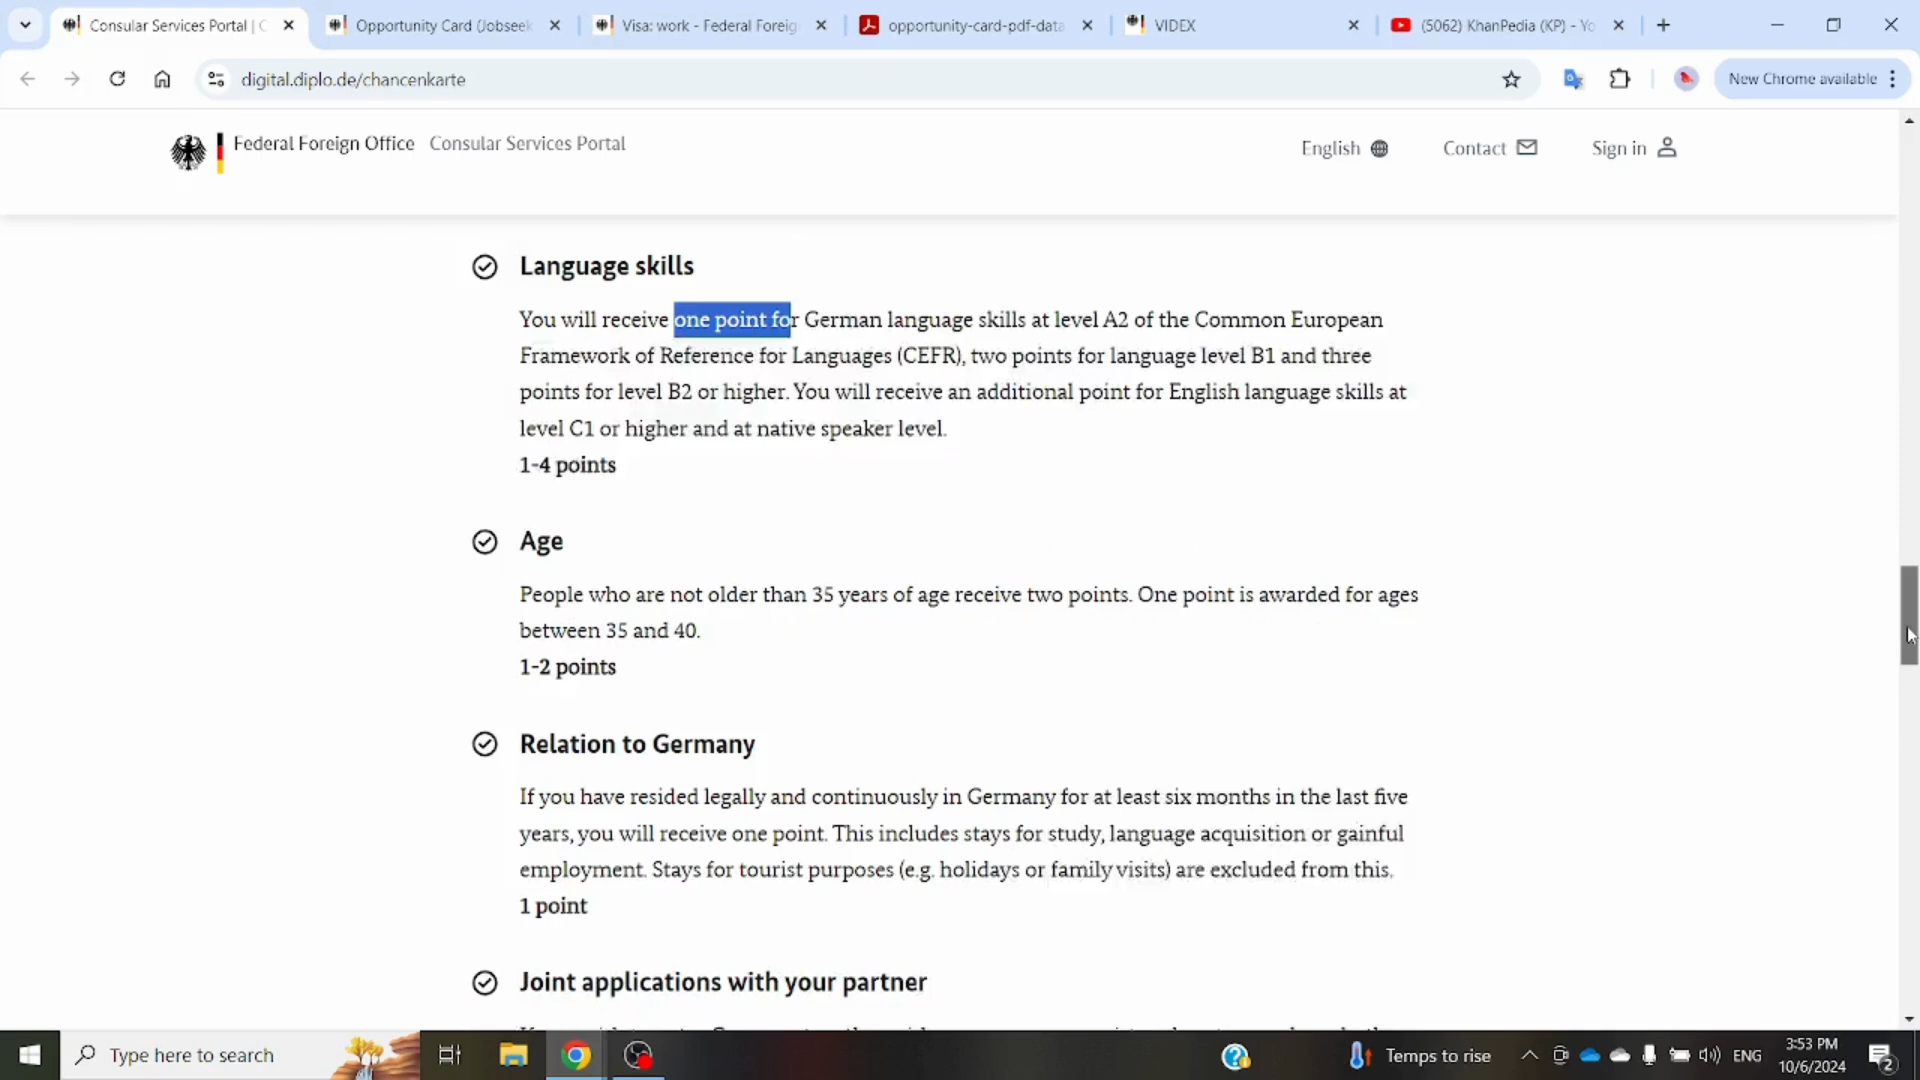 Consular Services Portal | C
Opportunity Card (Jobseek
Visa: work - Federal Foreig
opportunity-card-pdf-data
VIDEX
(5062) KhanPedia (KP) - Yo
digital.diplo.de/chancenkarte
New Chrome available
Federal Foreign Office Consular Services Portal
English
Contact
Sign in
Language skills
You will receive one point for German language skills at level A2 of the Common European
Framework of Reference for Languages (CEFR), two points for language level B1 and three
points for level B2 or higher. You will receive an additional point for English language skills at
level C1 or higher and at native speaker level.
1-4 points
Age
People who are not older than 35 years of age receive two points. One point is awarded for ages
between 35 and 40.
1-2 points
Relation to Germany
If you have resided legally and continuously in Germany for at least six months in the last five
years, you will receive one point. This includes stays for study, language acquisition or gainful
employment. Stays for tourist purposes (e.g. holidays or family visits) are excluded from this.
1 point
Joint applications with your partner
Type here to search
Temps to rise
ENG
3:53 PM
10/6/2024
2